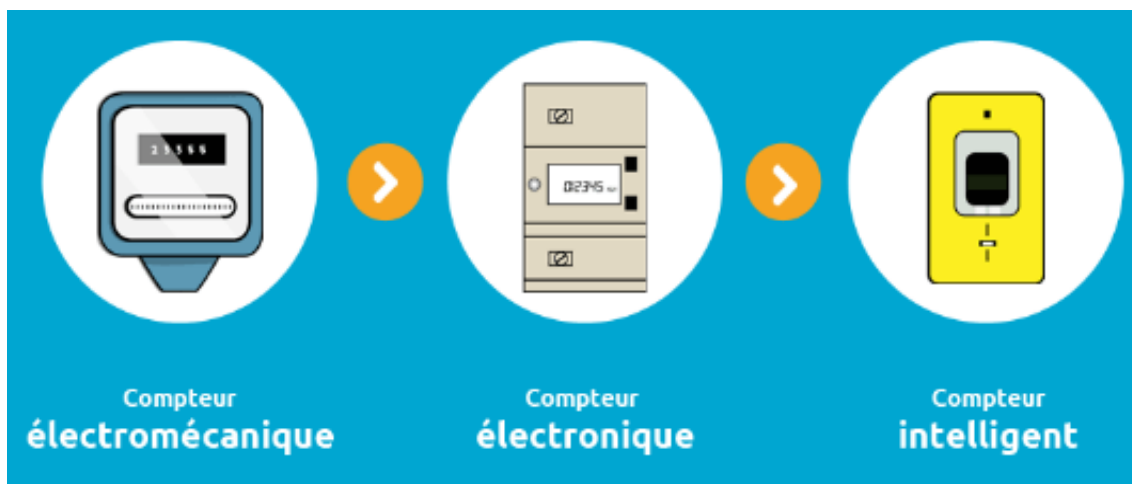 Compteur
électromécanique
Compteur
électronique
Compteur
intelligent